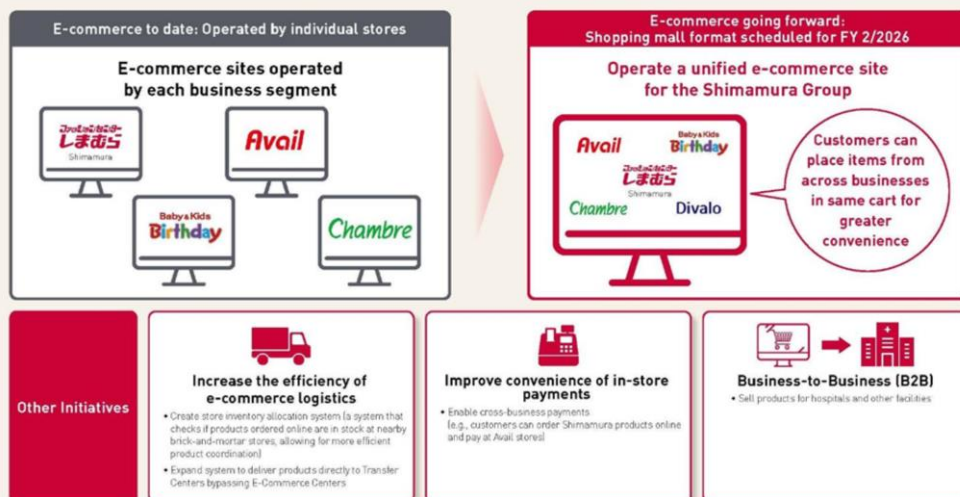 E-commerce to date: Operated by individual stores
E-commerce sites operated
by each business segment
ファッションセンター
しまむら
Shimamura
Avail
Baby & Kids
Birthday
Chambre
E-commerce going forward:
Shopping mall format scheduled for FY 2/2026
Operate a unified e-commerce site
for the Shimamura Group
Avail
Baby & Kids
Birthday
ファッションセンター
しまむら
Shimamura
Chambre
Divalo
Customers can
place items from
across businesses
in same cart for
greater
convenience
Other Initiatives
Increase the efficiency of
e-commerce logistics
• Create store inventory allocation system (a system that
checks if products ordered online are in stock at nearby
brick-and-mortar stores, allowing for more efficient
product coordination)
• Expand system to deliver products directly to Transfer
Centers bypassing E-Commerce Centers
Improve convenience of in-store
payments
• Enable cross-business payments
(e.g., customers can order Shimamura products online
and pay at Avail stores)
Business-to-Business (B2B)
• Sell products for hospitals and other facilities